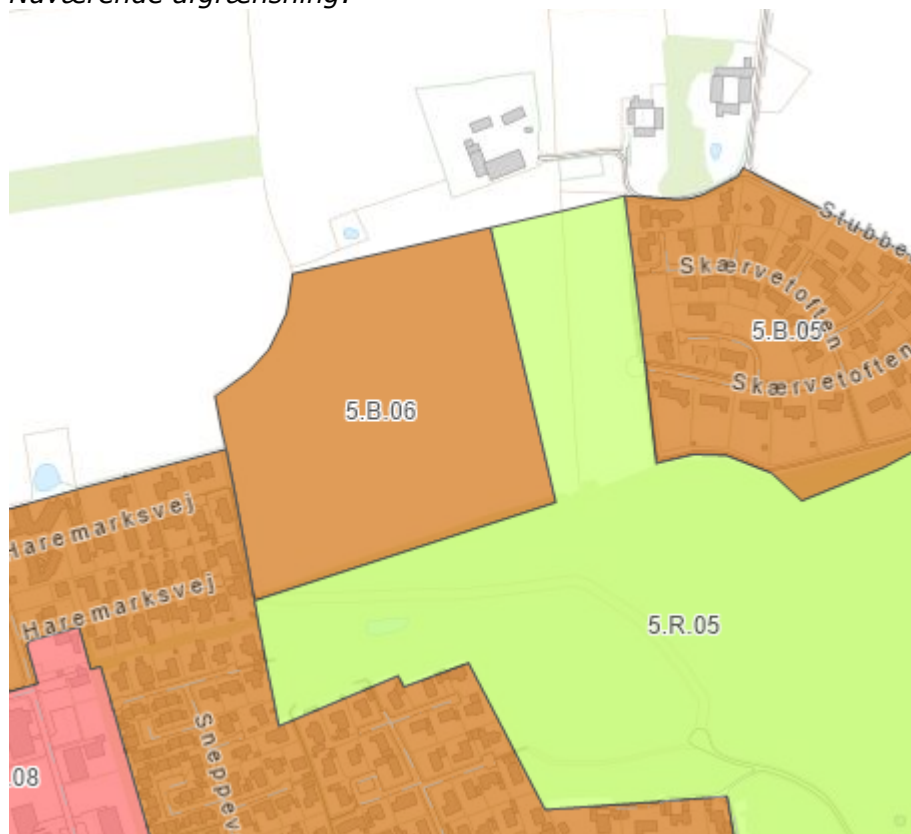 Nuværende afgrænsning:
Stubbe
Skærvetoften
5.B.05
Skærvetoften
5.B.06
Haremarksvej
Haremarksvej
5.R.05
Sneppev
.08